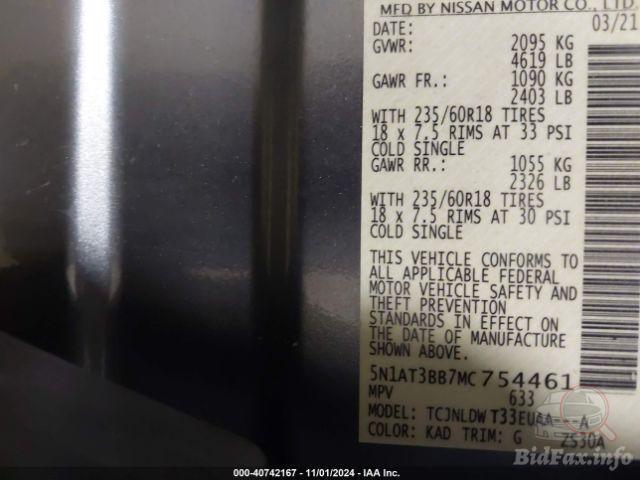 MFD BY NISSAN MOTOR CO., LTD.
DATE: 03/21
GVWR: 2095 KG
4619 LB
GAWR FR.: 1090 KG
2403 LB
WITH 235/60R18 TIRES
18 x 7.5 RIMS AT 33 PSI
COLD SINGLE
GAWR RR.: 1055 KG
2326 LB
WITH 235/60R18 TIRES
18 x 7.5 RIMS AT 30 PSI
COLD SINGLE
THIS VEHICLE CONFORMS TO
ALL APPLICABLE FEDERAL
MOTOR VEHICLE SAFETY AND
THEFT PREVENTION
STANDARDS IN EFFECT ON
THE DATE OF MANUFACTURE
SHOWN ABOVE.
5N1AT3BB7MC754461
MPV 633
MODEL: TCJNLDWT33EUAA---A
COLOR: KAD TRIM: G ZS30A
000-40742167 - 11/01/2024 - IAA Inc.
BidFax.info